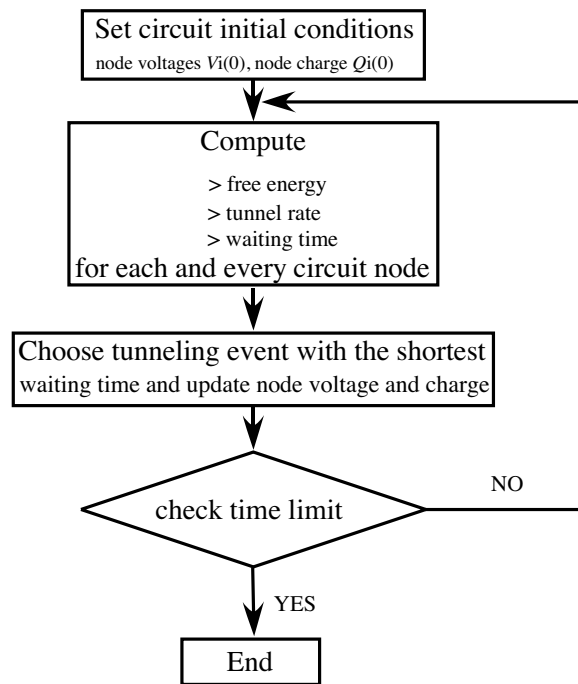 Set circuit initial conditions
node voltages Vi(0), node charge Qi(0)
Compute
> free energy
> tunnel rate
> waiting time
for each and every circuit node
Choose tunneling event with the shortest
waiting time and update node voltage and charge
check time limit
NO
YES
End